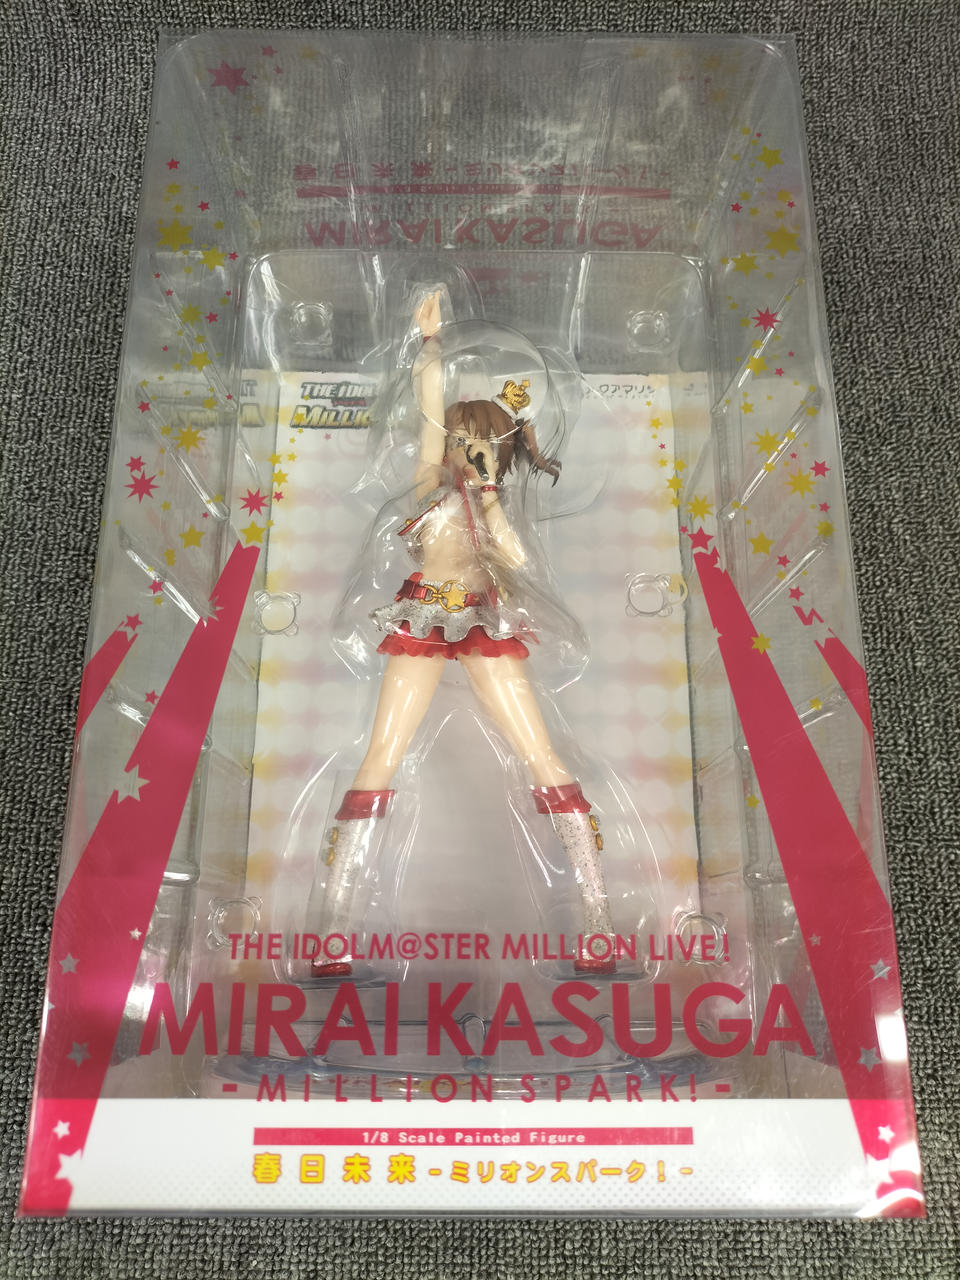 THE IDOLM@STER MILLION LIVE!
MIRAI KASUGA
-MILLION SPARK!-
1/8 Scale Painted Figure
春日未来-ミリオンスパーク!-